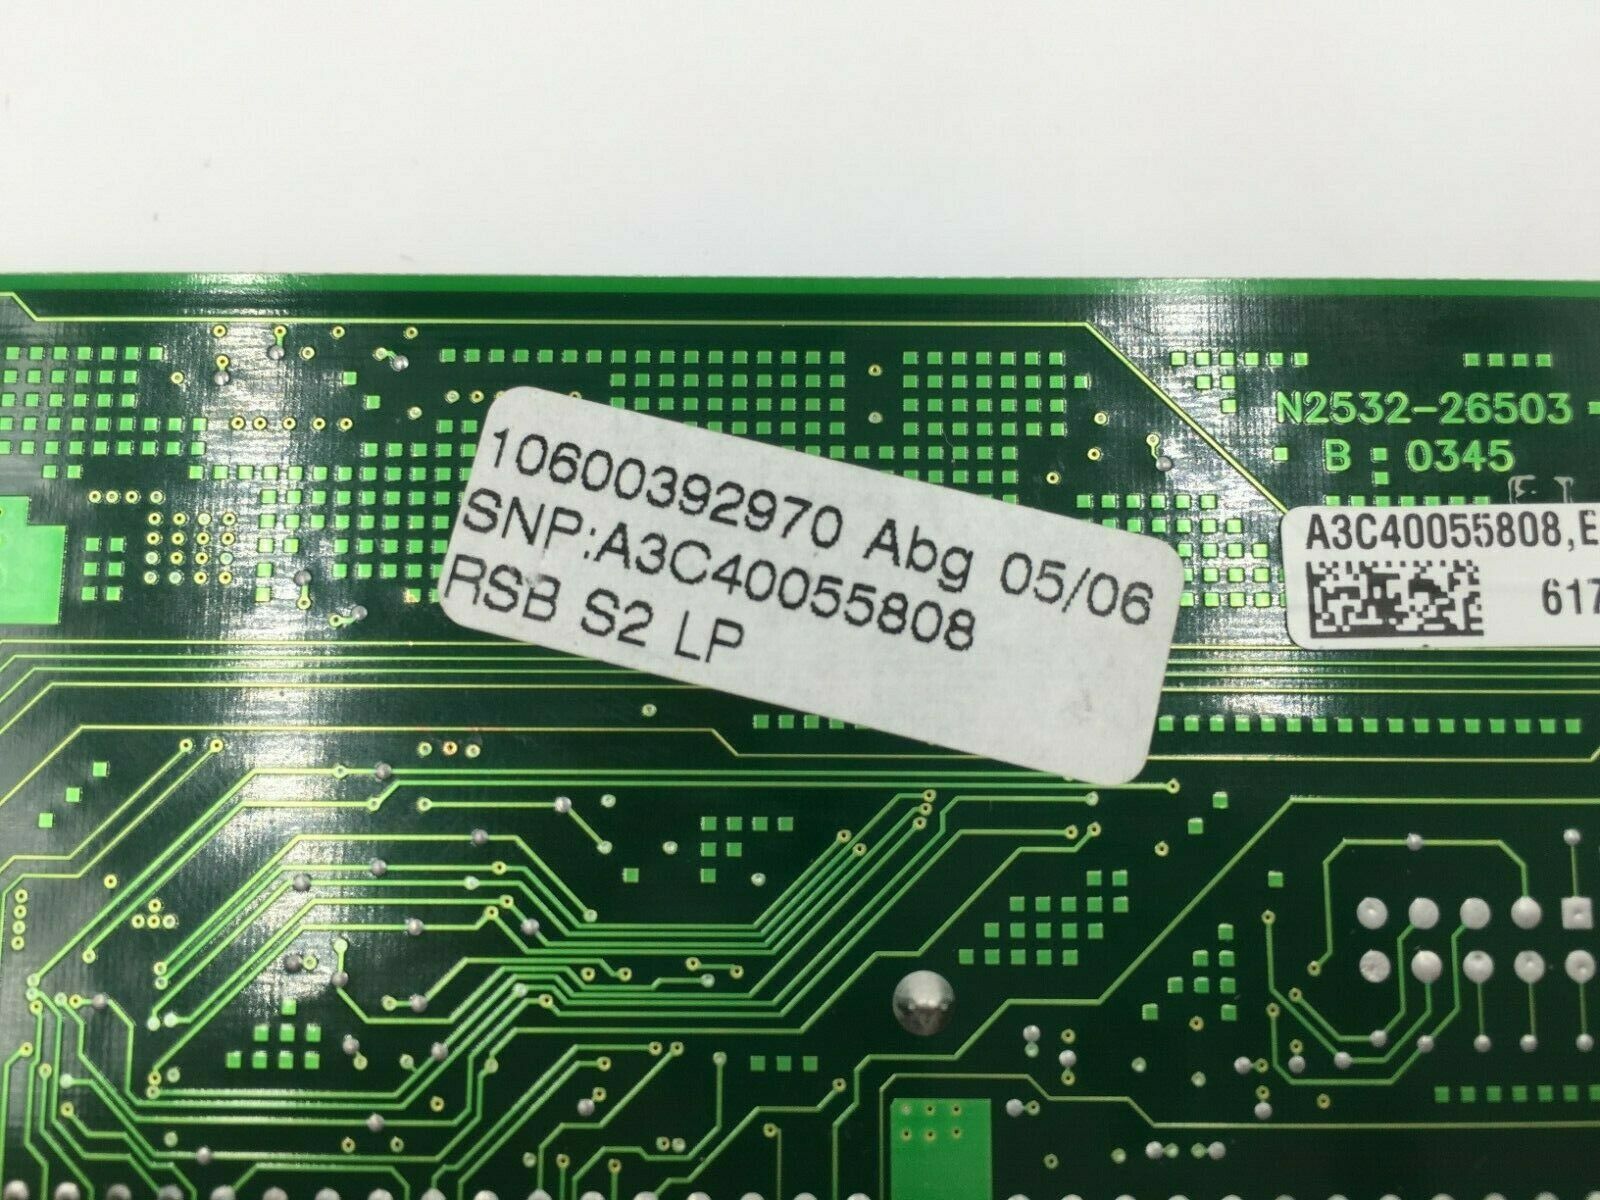 N2532-26503
B 0345
10600392970 Abg 05/06
SNP:A3C40055808
RSB S2 LP
A3C40055808,E
617